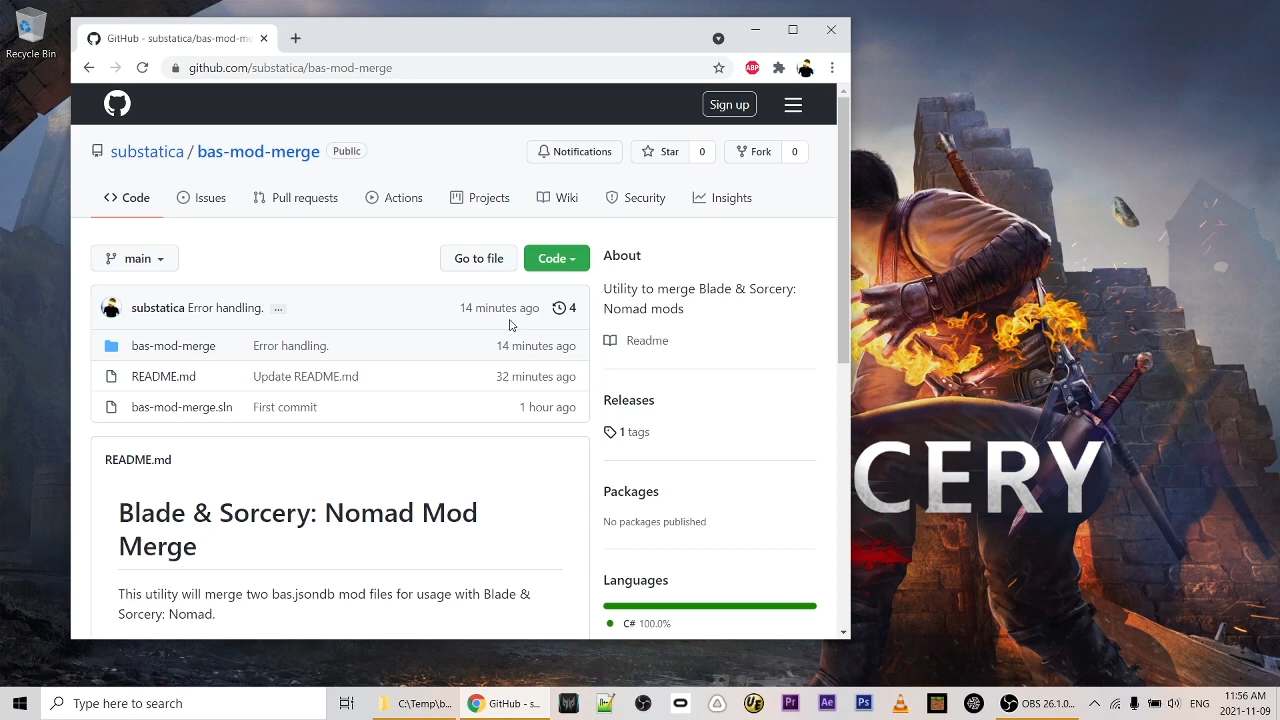 Recycle Bin
GitHub - substatica/bas-mod-me
github.com/substatica/bas-mod-merge
ABP
Sign up
substatica / bas-mod-merge Public
Notifications Star 0 Fork 0
Code Issues Pull requests Actions Projects Wiki Security Insights
main Go to file Code
substatica Error handling. ... 14 minutes ago 4
bas-mod-merge Error handling. 14 minutes ago
README.md Update README.md 32 minutes ago
bas-mod-merge.sln First commit 1 hour ago
README.md
Blade & Sorcery: Nomad Mod
Merge
This utility will merge two bas.jsondb mod files for usage with Blade &
Sorcery: Nomad.
About
Utility to merge Blade & Sorcery:
Nomad mods
Readme
Releases
1 tags
Packages
No packages published
Languages
C# 100.0%
CERY
Type here to search
C:\Temp\b...
GitHub - s...
Pr
Ae
Ps
OBS 26.1.0...
11:56 AM
2021-11-09